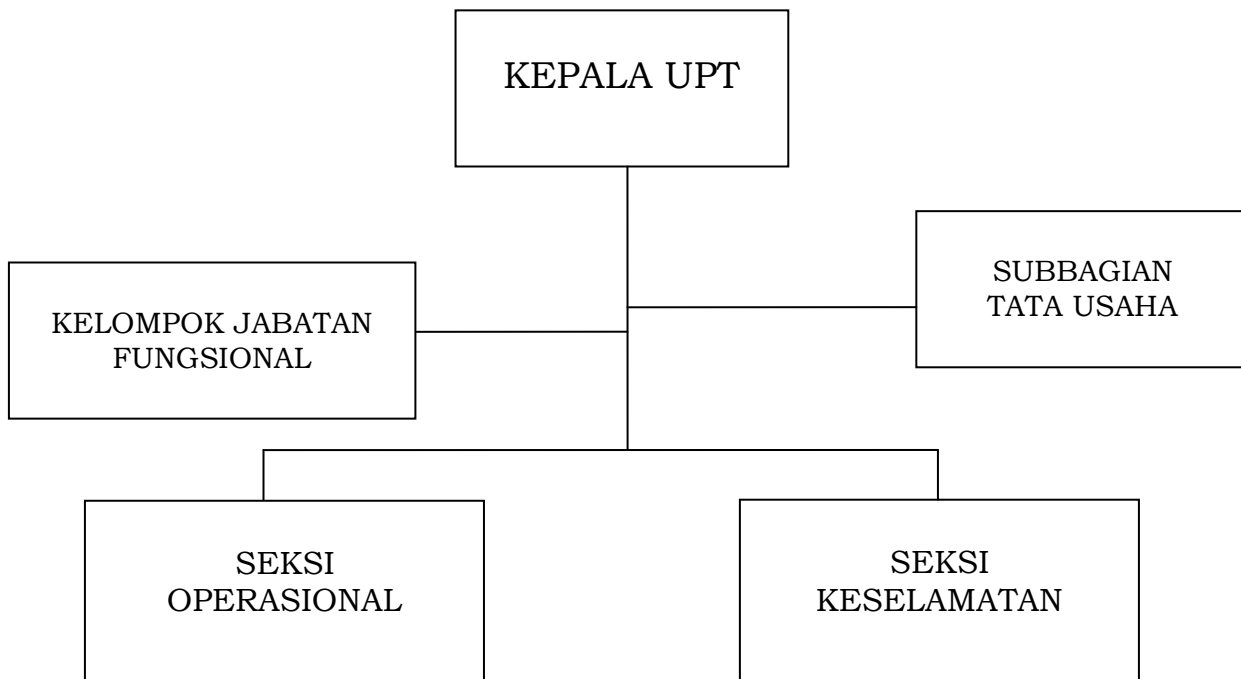 KEPALA UPT
SUBBAGIAN
TATA USAHA
KELOMPOK JABATAN
FUNGSIONAL
SEKSI
OPERASIONAL
SEKSI
KESELAMATAN